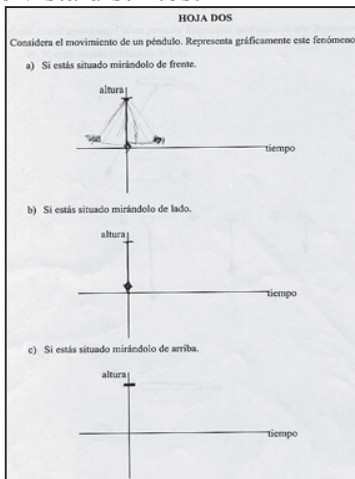 HOJA DOS
Considera el movimiento de un péndulo. Representa gráficamente este fenómeno
a) Si estás situado mirándolo de frente.
altura
tiempo
b) Si estás situado mirándolo de lado.
altura
tiempo
c) Si estás situado mirándolo de arriba.
altura
tiempo